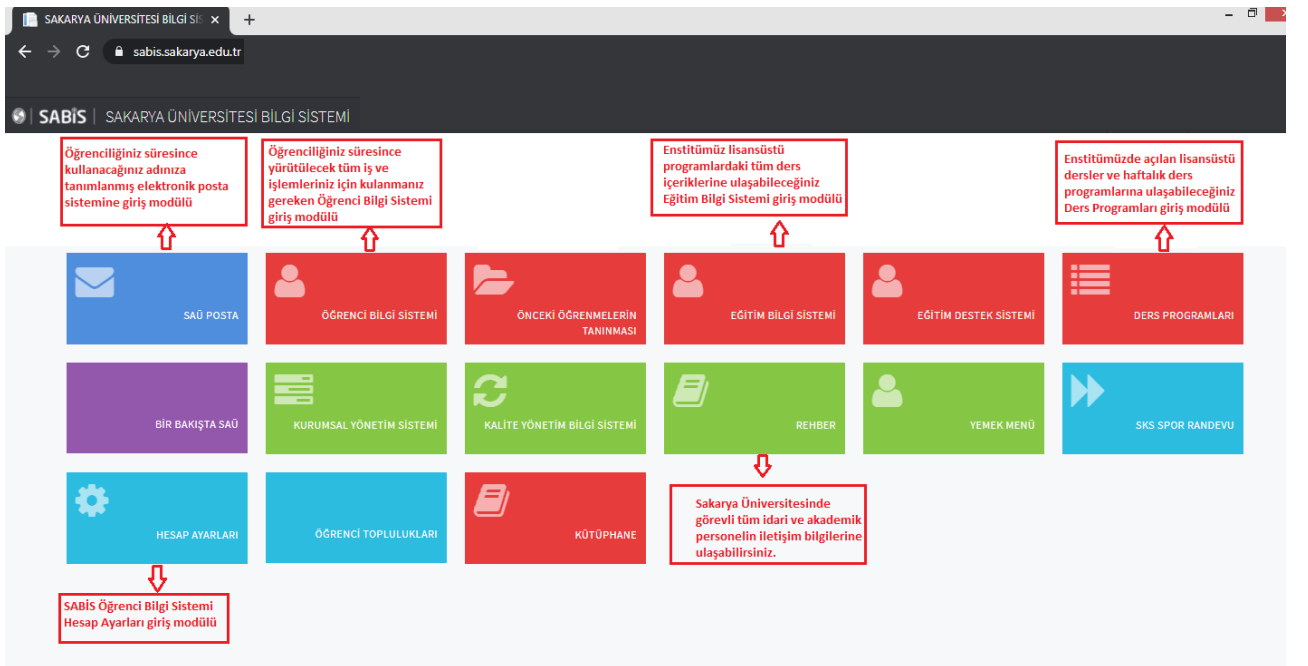 SAKARYA ÜNİVERSİTESİ BİLGİ SİS
sabis.sakarya.edu.tr
SABİS | SAKARYA ÜNİVERSİTESİ BİLGİ SİSTEMİ
Öğrenciliğiniz süresince
kullanacağınız adınıza
tanımlanmış elektronik posta
sistemine giriş modülü
Öğrenciliğiniz süresince
yürütülecek tüm iş ve
işlemleriniz için kulanmanız
gereken Öğrenci Bilgi Sistemi
giriş modülü
Enstitümüz lisansüstü
programlardaki tüm ders
içeriklerine ulaşabileceğiniz
Eğitim Bilgi Sistemi giriş modülü
Enstitümüzde açılan lisansüstü
dersler ve haftalık ders
programlarına ulaşabileceğiniz
Ders Programları giriş modülü
SAÜ POSTA
ÖĞRENCİ BİLGİ SİSTEMİ
ÖNCEKİ ÖĞRENMELERİN
TANINMASI
EĞİTİM BİLGİ SİSTEMİ
EĞİTİM DESTEK SİSTEMİ
DERS PROGRAMLARI
BİR BAKIŞTA SAÜ
KURUMSAL YÖNETİM SİSTEMİ
KALİTE YÖNETİM BİLGİ SİSTEMİ
REHBER
YEMEK MENÜ
SKS SPOR RANDEVU
HESAP AYARLARI
ÖĞRENCİ TOPLULUKLARI
KÜTÜPHANE
Sakarya Üniversitesinde
görevli tüm idari ve akademik
personelin iletişim bilgilerine
ulaşabilirsiniz.
SABİS Öğrenci Bilgi Sistemi
Hesap Ayarları giriş modülü